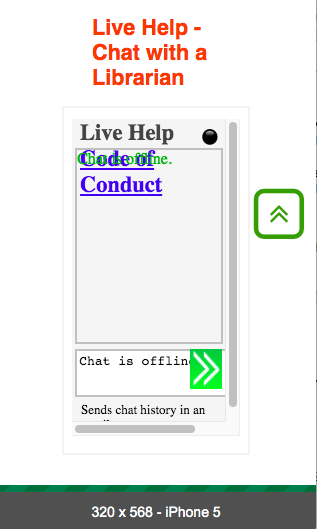 Live Help -
Chat with a
Librarian
Live Help
Chat is offline.
Code of
Conduct
Chat is offlin
Sends chat history in an
320 x 568 - iPhone 5